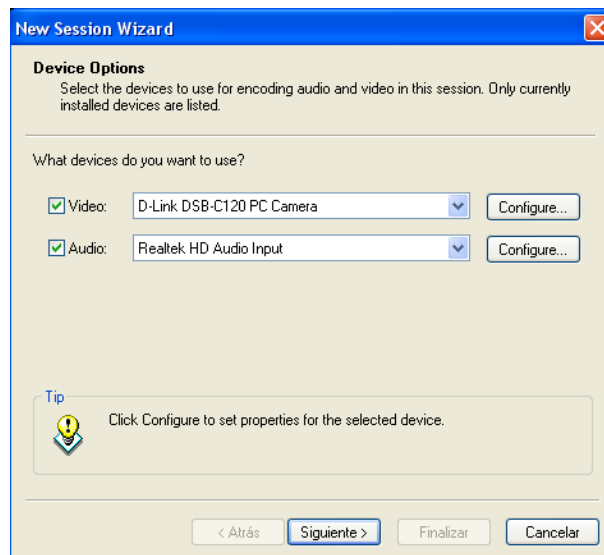 New Session Wizard
Device Options
Select the devices to use for encoding audio and video in this session. Only currently
installed devices are listed.
What devices do you want to use?
Video: D-Link DSB-C120 PC Camera Configure...
Audio: Realtek HD Audio Input Configure...
Tip
Click Configure to set properties for the selected device.
< Atrás Siguiente > Finalizar Cancelar